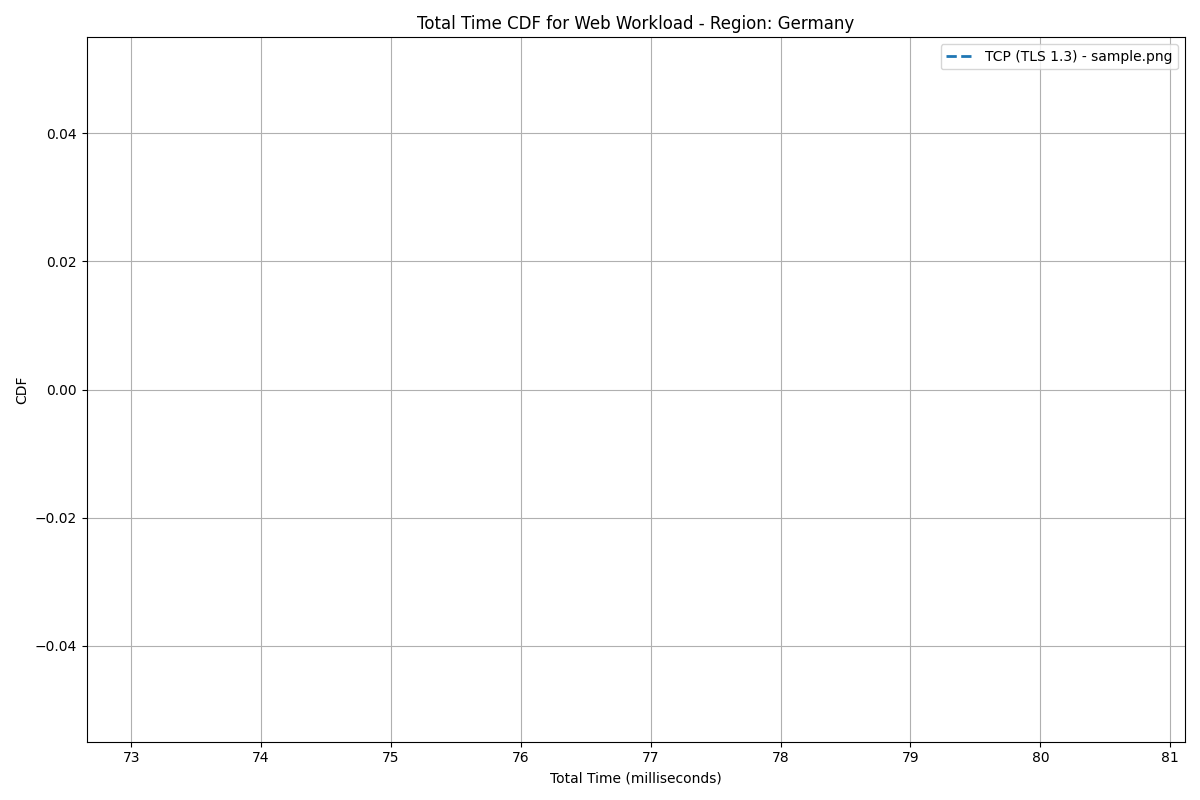 Total Time CDF for Web Workload - Region: Germany
TCP (TLS 1.3) - sample.png
0.04
0.02
0.00
−0.02
−0.04
CDF
73 74 75 76 77 78 79 80 81
Total Time (milliseconds)